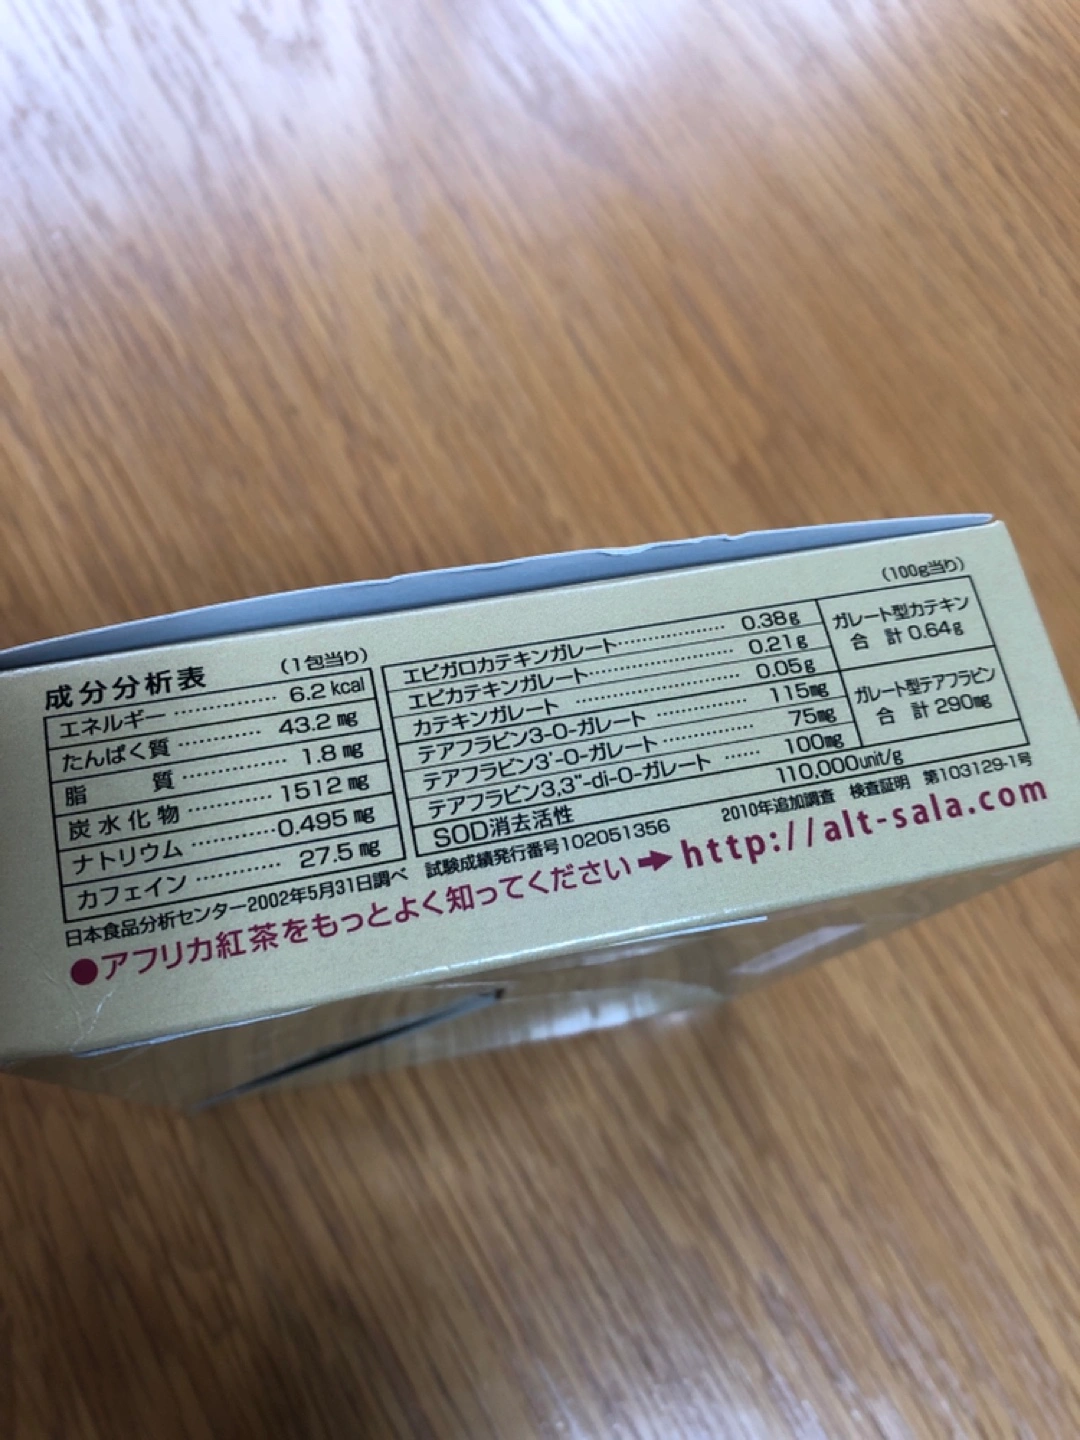 成分分析表 (1包当り)
エネルギー 6.2 kcal
たんぱく質 43.2 mg
脂質 1.8 mg
炭水化物 1512 mg
ナトリウム 0.495 mg
カフェイン 27.5 mg
(100g当り)
エピガロカテキンガレート 0.38g
エピカテキンガレート 0.21g
カテキンガレート 0.05g
ガレート型カテキン
合計 0.64g
テアフラビン3-O-ガレート 115mg
テアフラビン3'-O-ガレート 75mg
テアフラビン3,3"-di-O-ガレート 100mg
ガレート型テアフラビン
合計 290mg
SOD消去活性 110,000unit/g
日本食品分析センター2002年5月31日調べ 試験成績発行番号102051356 2010年追加調査 検査証明 第103129-1号
●アフリカ紅茶をもっとよく知ってください➡http://alt-sala.com